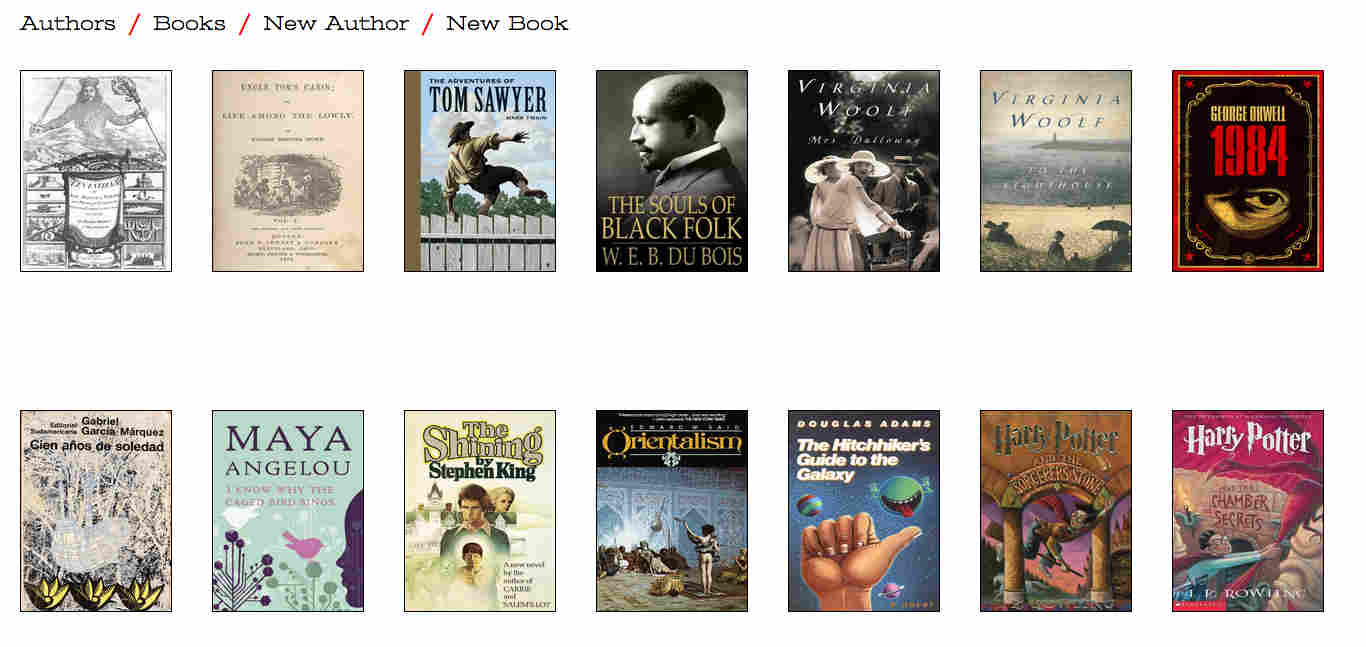 Authors / Books / New Author / New Book
LEVIATHAN
UNCLE TOM'S CABIN;
OR
LIFE AMONG THE LOWLY.
BY
HARRIET BEECHER STOWE
VOL. I.
BOSTON:
JOHN P. JEWETT & COMPANY
CLEVELAND, OHIO:
THE ADVENTURES OF
TOM SAWYER
MARK TWAIN
THE SOULS OF
BLACK FOLK
W. E. B. DU BOIS
VIRGINIA
WOOLF
Mrs. Dalloway
VIRGINIA
WOOLF
TO THE
LIGHTHOUSE
GEORGE ORWELL
1984
Editorial
Sudamericana
Gabriel
García Márquez
Cien años de soledad
MAYA
ANGELOU
I KNOW WHY THE
CAGED BIRD SINGS
The
Shining
by
Stephen King
A new novel
by the
author of
CARRIE
and
SALEM'S LOT
EDWARD W SAID
Orientalism
DOUGLAS ADAMS
The Hitchhiker's
Guide to the
Galaxy
a novel
Harry Potter
AND THE
SORCERER'S STONE
J. K. ROWLING
Harry Potter
AND THE
CHAMBER
OF
SECRETS
SCHOLASTIC
J. K. ROWLING